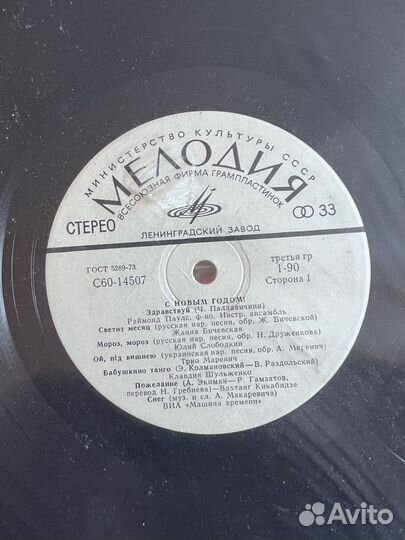 МИНИСТЕРСТВО КУЛЬТУРЫ СССР
МЕЛОДИЯ
ВСЕСОЮЗНАЯ ФИРМА ГРАМПЛАСТИНОК
СТЕРЕО
33
ЛЕНИНГРАДСКИЙ ЗАВОД
ГОСТ 5289-73
третья гр
С60-14507
1-90
Сторона 1
С НОВЫМ ГОДОМ!
Здравствуй (Ч. Паллавичини)
Раймонд Паулс, ф-но. Инстр. ансамбль
Светит месяц (русская нар. песня, обр. Ж. Бичевской)
Жанна Бичевская
Мороз, мороз (русская нар. песня, обр. Н. Друженкова)
Юлий Слободкин
Ой, пiд вишнею (украинская нар. песня, обр. А. Маренич)
Трио Маренич
Бабушкино танго (Э. Колмановский— В. Раздольский)
Клавдия Шульженко
Пожелание (А. Экимян— Р. Гамзатов,
перевод Н. Гребнева)—Вахтанг Кикабидзе
Снег (муз. и сл. А. Макаревича)
ВИА «Машина времени»
Avito